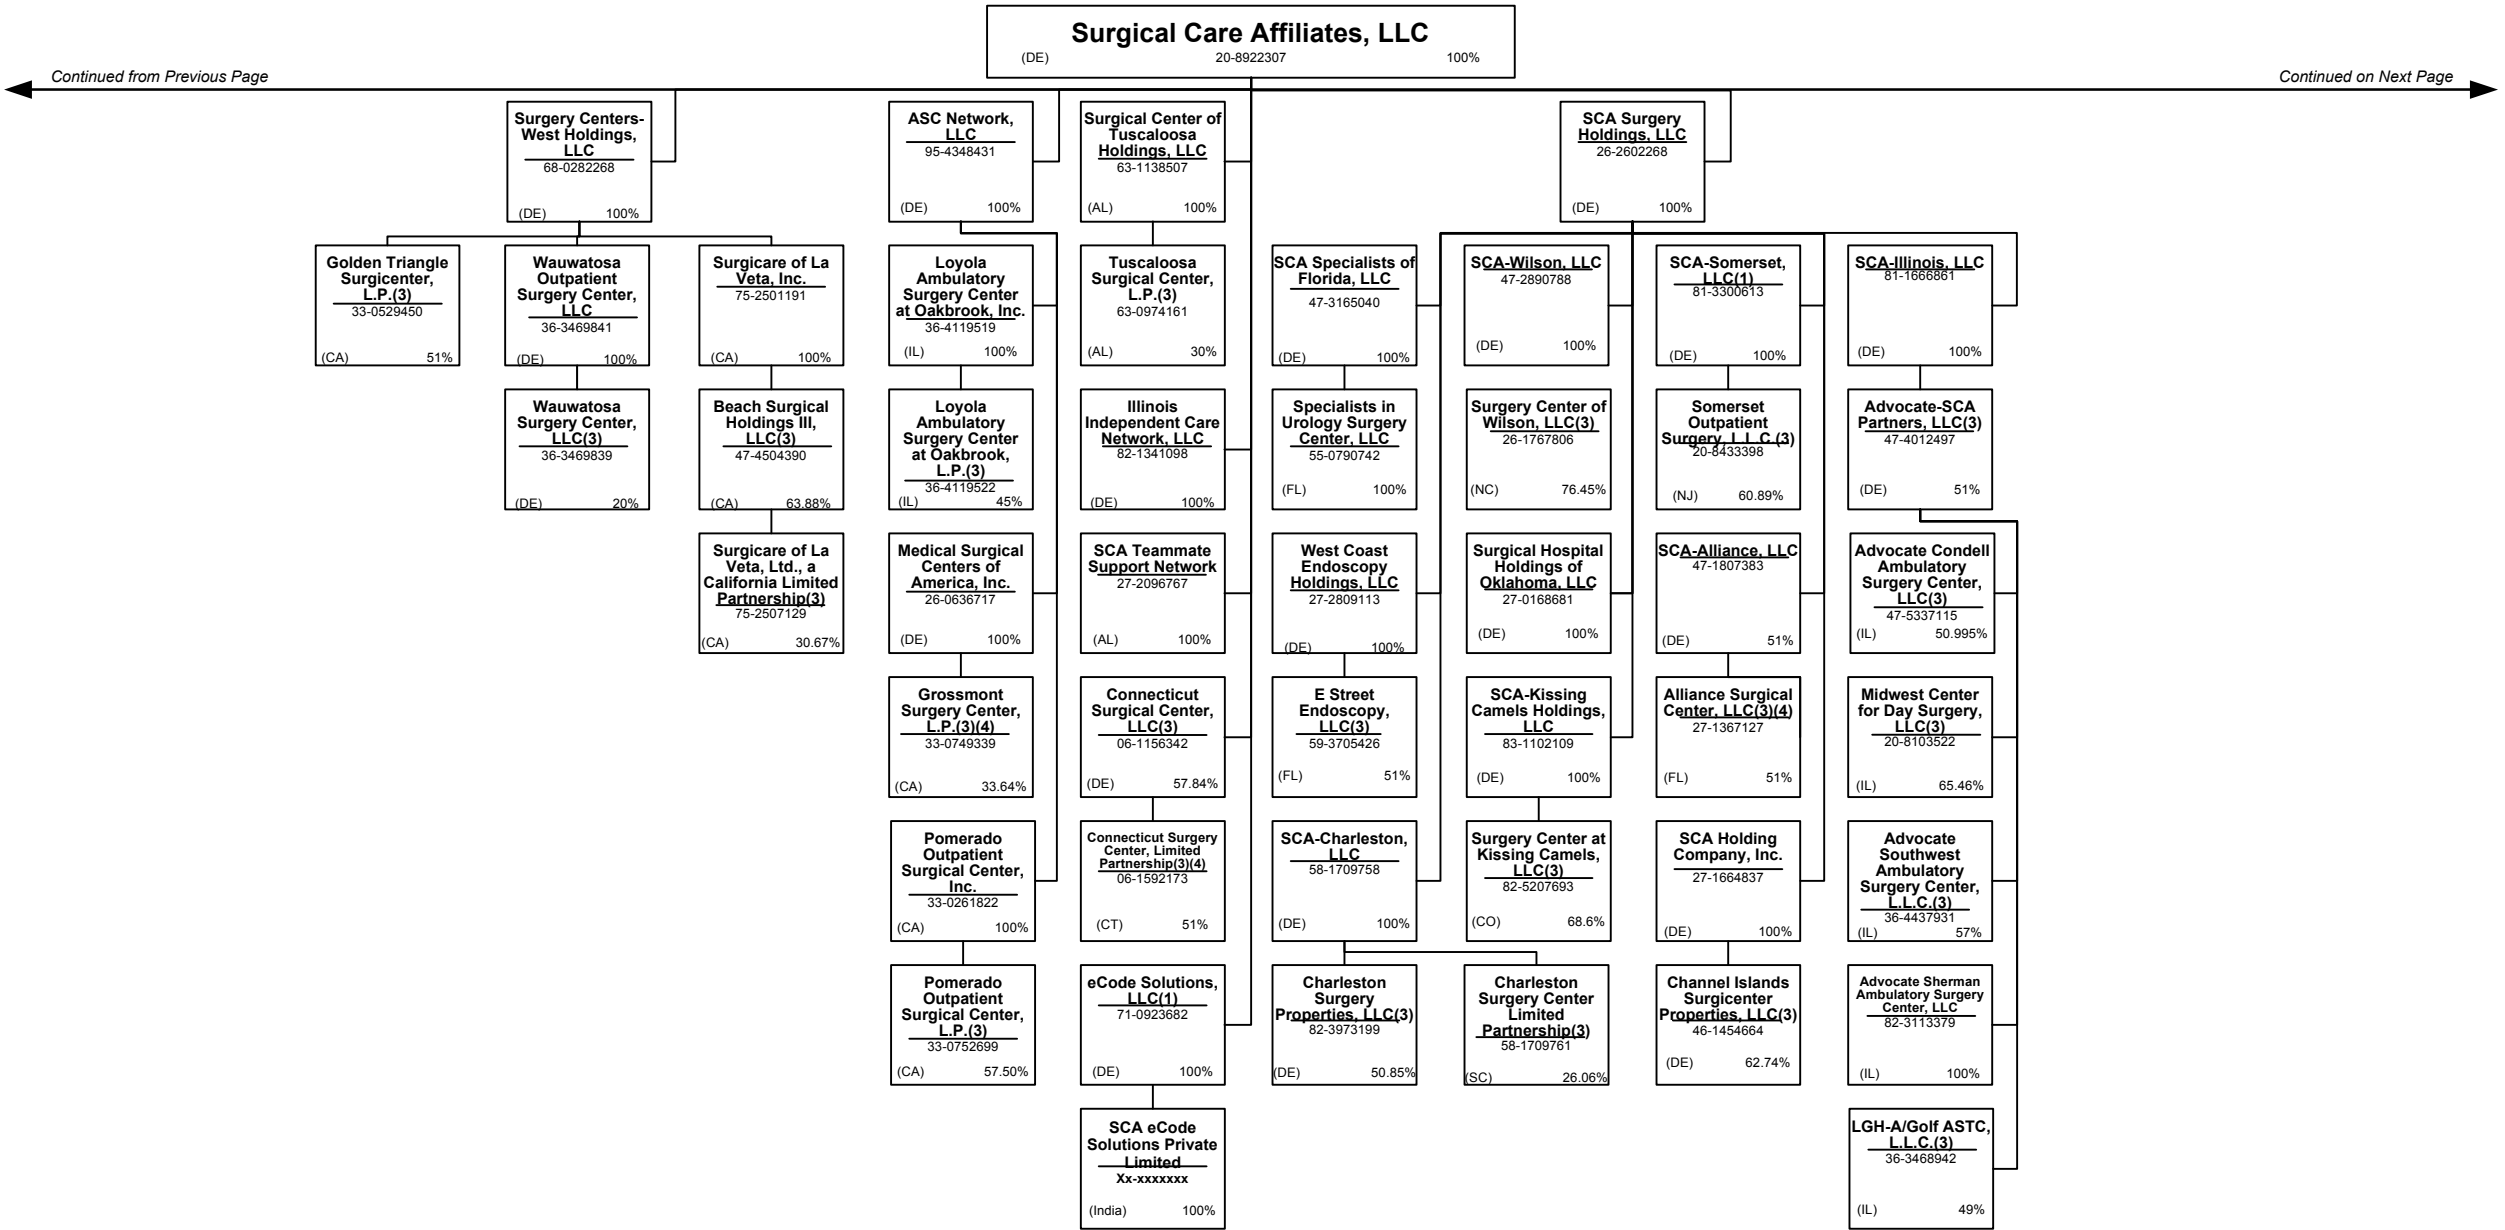 Surgical Care Affiliates, LLC
(DE) 20-8922307 100%
Continued from Previous Page
Continued on Next Page
Surgery Centers-
West Holdings,
LLC
68-0282268
(DE) 100%
ASC Network,
LLC
95-4348431
(DE) 100%
Surgical Center of
Tuscaloosa
Holdings, LLC
63-1138507
(AL) 100%
SCA Surgery
Holdings, LLC
26-2602268
(DE) 100%
Golden Triangle
Surgicenter,
L.P.(3)
33-0529450
(CA) 51%
Wauwatosa
Outpatient
Surgery Center,
LLC
36-3469841
(DE) 100%
Surgicare of La
Veta, Inc.
75-2501191
(CA) 100%
Loyola
Ambulatory
Surgery Center
at Oakbrook, Inc.
36-4119519
(IL) 100%
Tuscaloosa
Surgical Center,
L.P.(3)
63-0974161
(AL) 30%
SCA Specialists of
Florida, LLC
47-3165040
(DE) 100%
SCA-Wilson, LLC
47-2890788
(DE) 100%
SCA-Somerset,
LLC(1)
81-3300613
(DE) 100%
SCA-Illinois, LLC
81-1666861
(DE) 100%
Wauwatosa
Surgery Center,
LLC(3)
36-3469839
(DE) 20%
Beach Surgical
Holdings III,
LLC(3)
47-4504390
(CA) 63.88%
Loyola
Ambulatory
Surgery Center
at Oakbrook,
L.P.(3)
36-4119522
(IL) 45%
Illinois
Independent Care
Network, LLC
82-1341098
(DE) 100%
Specialists in
Urology Surgery
Center, LLC
55-0790742
(FL) 100%
Surgery Center of
Wilson, LLC(3)
26-1767806
(NC) 76.45%
Somerset
Outpatient
Surgery, L.L.C.(3)
20-8433398
(NJ) 60.89%
Advocate-SCA
Partners, LLC(3)
47-4012497
(DE) 51%
Surgicare of La
Veta, Ltd., a
California Limited
Partnership(3)
75-2507129
(CA) 30.67%
Medical Surgical
Centers of
America, Inc.
26-0636717
(DE) 100%
SCA Teammate
Support Network
27-2096767
(AL) 100%
West Coast
Endoscopy
Holdings, LLC
27-2809113
(DE) 100%
Surgical Hospital
Holdings of
Oklahoma, LLC
27-0168681
(DE) 100%
SCA-Alliance, LLC
47-1807383
(DE) 51%
Advocate Condell
Ambulatory
Surgery Center,
LLC(3)
47-5337115
(IL) 50.995%
Grossmont
Surgery Center,
L.P.(3)(4)
33-0749339
(CA) 33.64%
Connecticut
Surgical Center,
LLC(3)
06-1156342
(DE) 57.84%
E Street
Endoscopy,
LLC(3)
59-3705426
(FL) 51%
SCA-Kissing
Camels Holdings,
LLC
83-1102109
(DE) 100%
Alliance Surgical
Center, LLC(3)(4)
27-1367127
(FL) 51%
Midwest Center
for Day Surgery,
LLC(3)
20-8103522
(IL) 65.46%
Pomerado
Outpatient
Surgical Center,
Inc.
33-0261822
(CA) 100%
Connecticut Surgery
Center, Limited
Partnership(3)(4)
06-1592173
(CT) 51%
SCA-Charleston,
LLC
58-1709758
(DE) 100%
Surgery Center at
Kissing Camels,
LLC(3)
82-5207693
(CO) 68.6%
SCA Holding
Company, Inc.
27-1664837
(DE) 100%
Advocate
Southwest
Ambulatory
Surgery Center,
L.L.C.(3)
36-4437931
(IL) 57%
Pomerado
Outpatient
Surgical Center,
L.P.(3)
33-0752699
(CA) 57.50%
eCode Solutions,
LLC(1)
71-0923682
(DE) 100%
Charleston
Surgery
Properties, LLC(3)
82-3973199
(DE) 50.85%
Charleston
Surgery Center
Limited
Partnership(3)
58-1709761
(SC) 26.06%
Channel Islands
Surgicenter
Properties, LLC(3)
46-1454664
(DE) 62.74%
Advocate Sherman
Ambulatory Surgery
Center, LLC
82-3113379
(IL) 100%
SCA eCode
Solutions Private
Limited
Xx-xxxxxxx
(India) 100%
LGH-A/Golf ASTC,
L.L.C.(3)
36-3468942
(IL) 49%